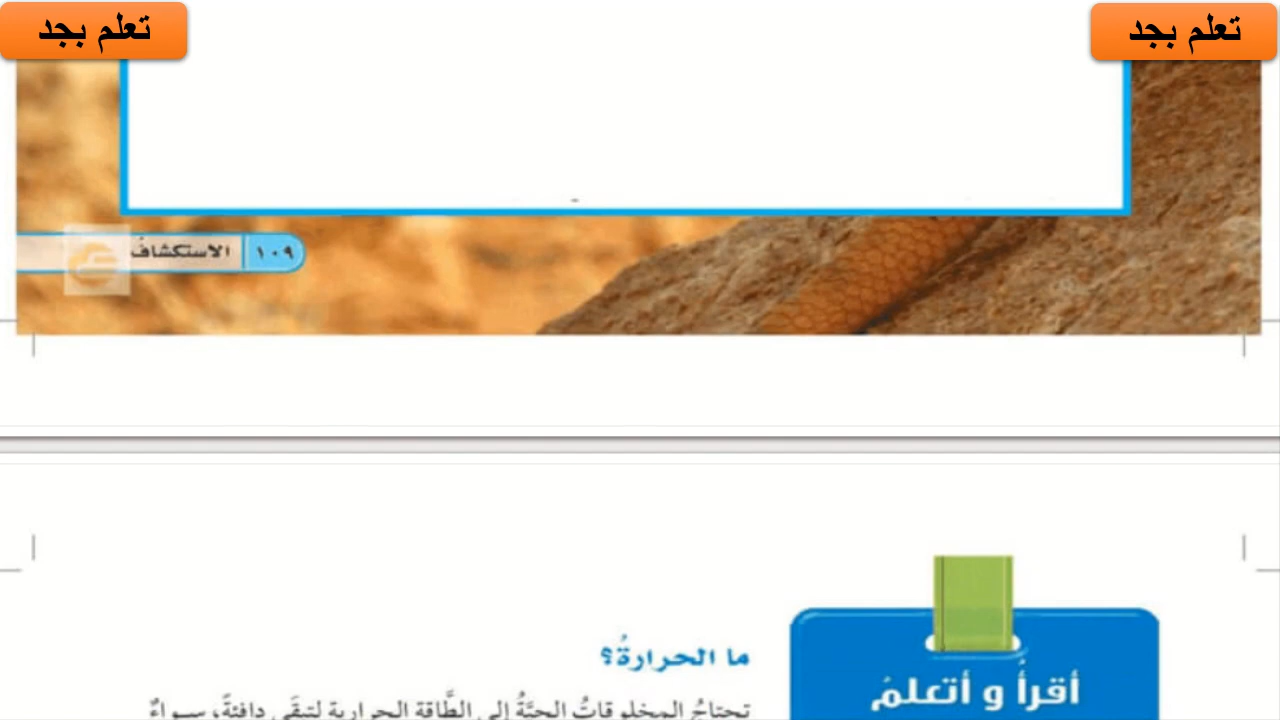 تعلم بجد
تعلم بجد
١٠٩ الاستكشافُ
ما الحرارةُ؟
أقرأُ و أتعلمُ
تحتاجُ المخلوقاتُ الحيَّةُ إلى الطَّاقةِ الحراريةِ لتبقَى دافئةً، سـواءٌ